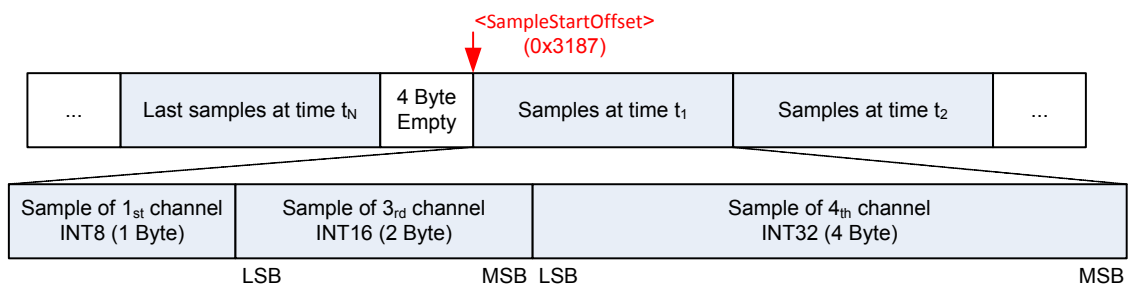 <SampleStartOffset>
(0x3187)
...
Last samples at time tN
4 Byte
Empty
Samples at time t1
Samples at time t2
...
Sample of 1st channel
INT8 (1 Byte)
Sample of 3rd channel
INT16 (2 Byte)
Sample of 4th channel
INT32 (4 Byte)
LSB
MSB
LSB
MSB